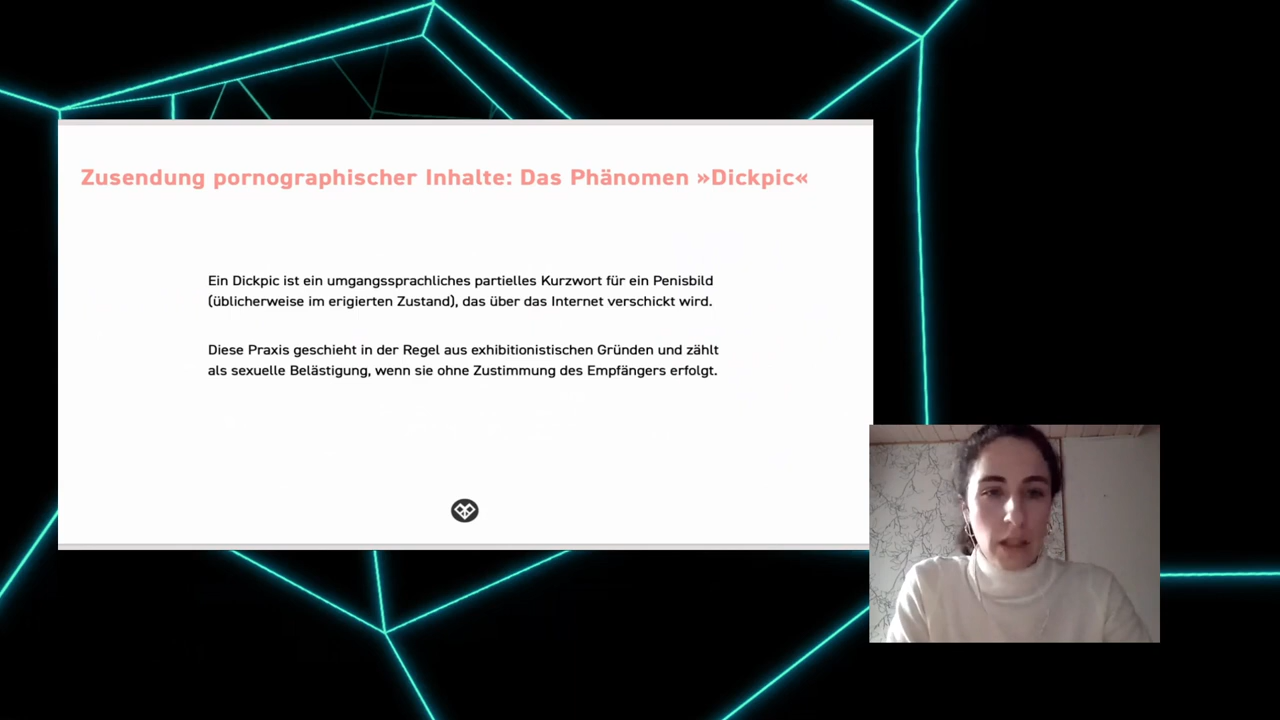 Zusendung pornographischer Inhalte: Das Phänomen »Dickpic«
Ein Dickpic ist ein umgangssprachliches partielles Kurzwort für ein Penisbild
(üblicherweise im erigierten Zustand), das über das Internet verschickt wird.
Diese Praxis geschieht in der Regel aus exhibitionistischen Gründen und zählt
als sexuelle Belästigung, wenn sie ohne Zustimmung des Empfängers erfolgt.